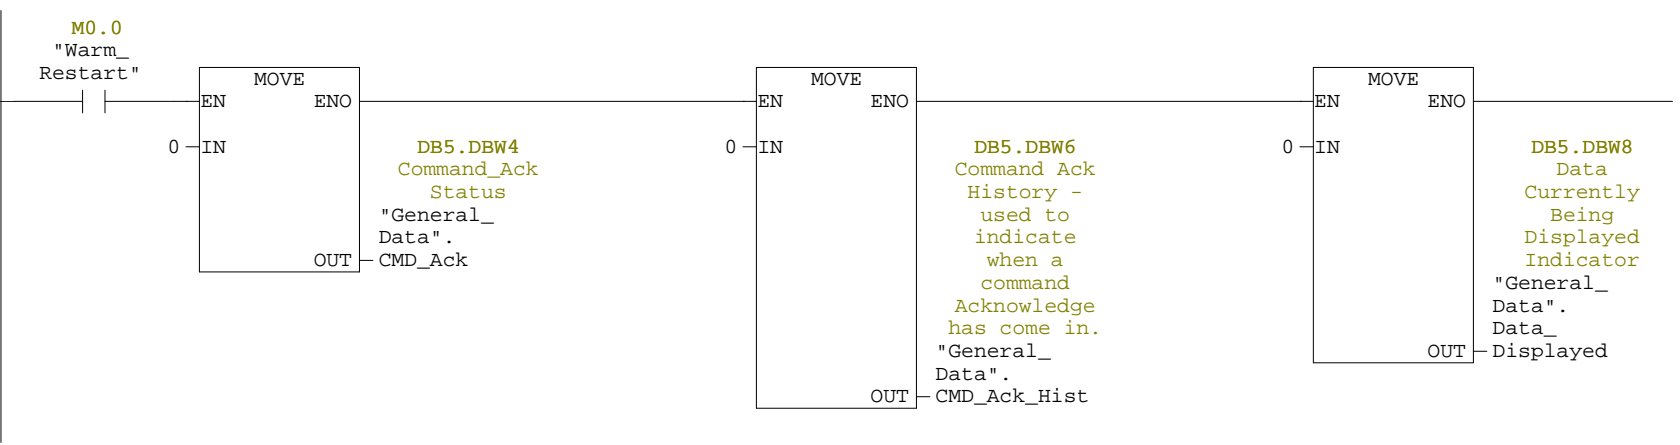 M0.0
"Warm_
Restart"
MOVE
EN
ENO
0
IN
DB5.DBW4
Command_Ack
Status
"General_
Data".
OUT
CMD_Ack
MOVE
EN
ENO
0
IN
DB5.DBW6
Command Ack
History -
used to
indicate
when a
command
Acknowledge
has come in.
"General_
Data".
OUT
CMD_Ack_Hist
MOVE
EN
ENO
0
IN
DB5.DBW8
Data
Currently
Being
Displayed
Indicator
"General_
Data".
Data_
OUT
Displayed